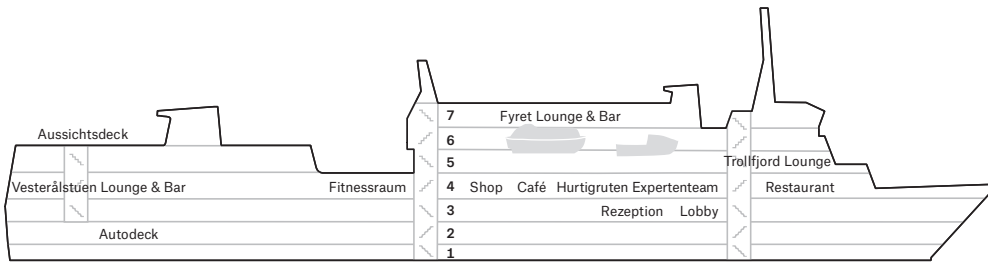 7 Fyret Lounge & Bar
Aussichtsdeck
6
5 Trollfjord Lounge
Vesterålstuen Lounge & Bar Fitnessraum 4 Shop Café Hurtigruten Expertenteam Restaurant
3 Rezeption Lobby
Autodeck 2
1